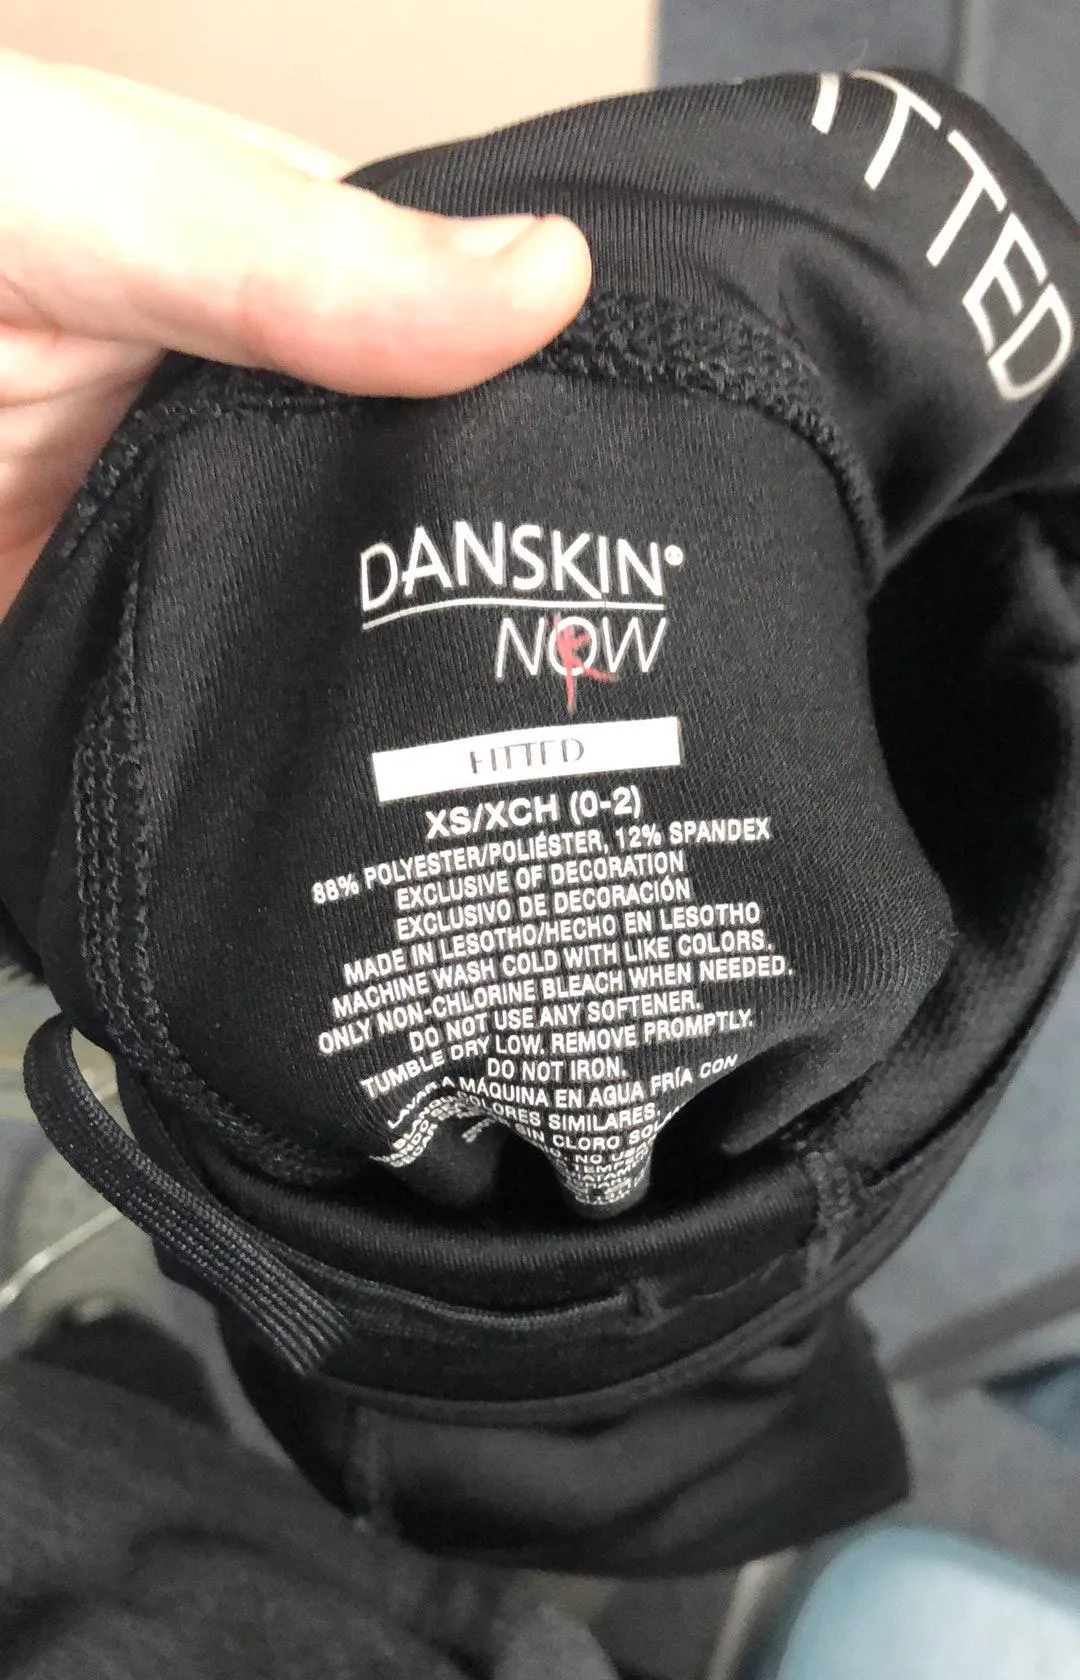 ITTED
DANSKIN®
NOW
FITTED
XS/XCH (0-2)
88% POLYESTER/POLIÉSTER, 12% SPANDEX
EXCLUSIVE OF DECORATION
EXCLUSIVO DE DECORACIÓN
MADE IN LESOTHO/HECHO EN LESOTHO
MACHINE WASH COLD WITH LIKE COLORS.
ONLY NON-CHLORINE BLEACH WHEN NEEDED.
DO NOT USE ANY SOFTENER.
TUMBLE DRY LOW. REMOVE PROMPTLY.
DO NOT IRON.
A MÁQUINA EN AGUA FRÍA CON
COLORES SIMILARES.
SIN CLORO
NO